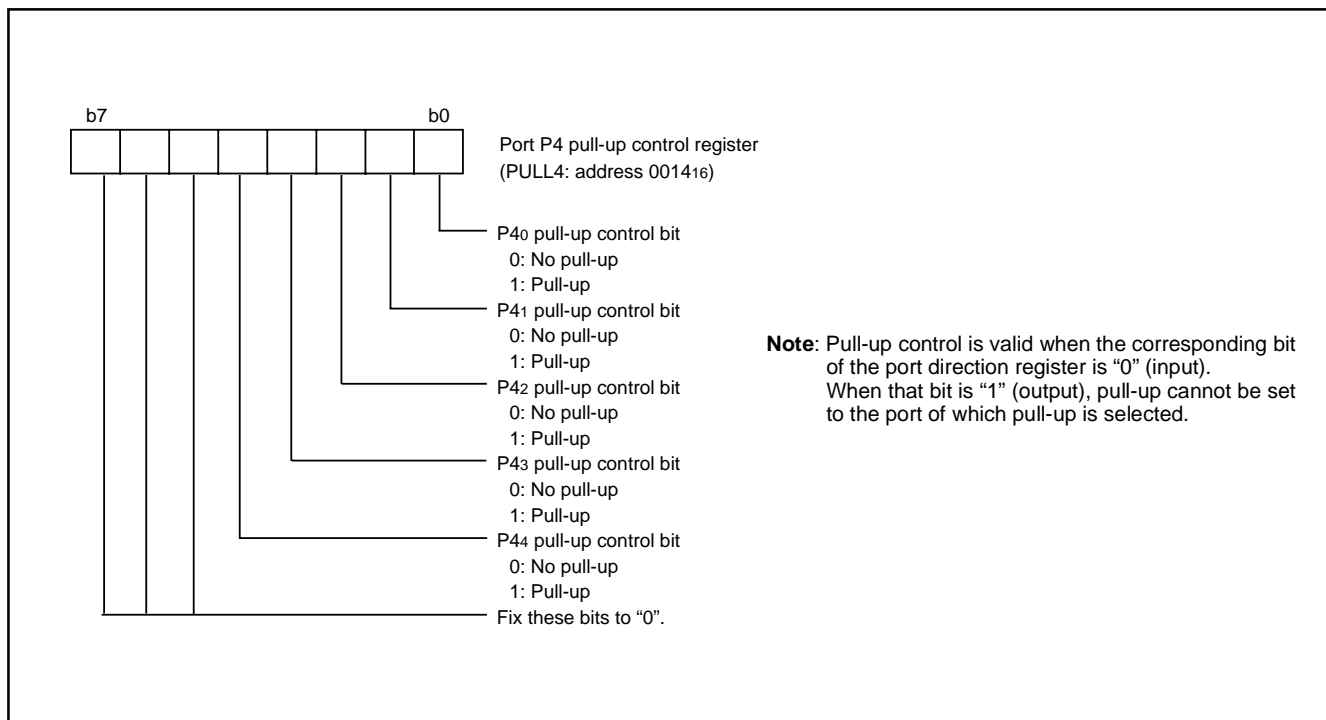 b7 b0
Port P4 pull-up control register
(PULL4: address 001416)
P40 pull-up control bit
0: No pull-up
1: Pull-up
P41 pull-up control bit
0: No pull-up
1: Pull-up
P42 pull-up control bit
0: No pull-up
1: Pull-up
P43 pull-up control bit
0: No pull-up
1: Pull-up
P44 pull-up control bit
0: No pull-up
1: Pull-up
Fix these bits to “0”.
Note: Pull-up control is valid when the corresponding bit
of the port direction register is “0” (input).
When that bit is “1” (output), pull-up cannot be set
to the port of which pull-up is selected.